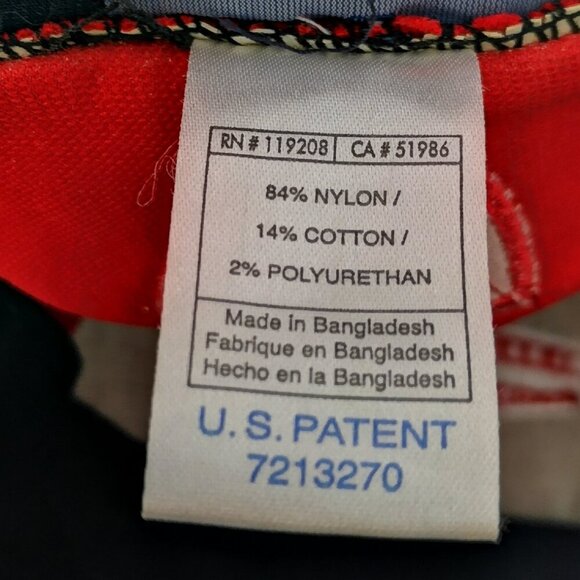 RN # 119208 CA # 51986
84% NYLON /
14% COTTON /
2% POLYURETHAN
Made in Bangladesh
Fabrique en Bangladesh
Hecho en la Bangladesh
U.S. PATENT
7213270